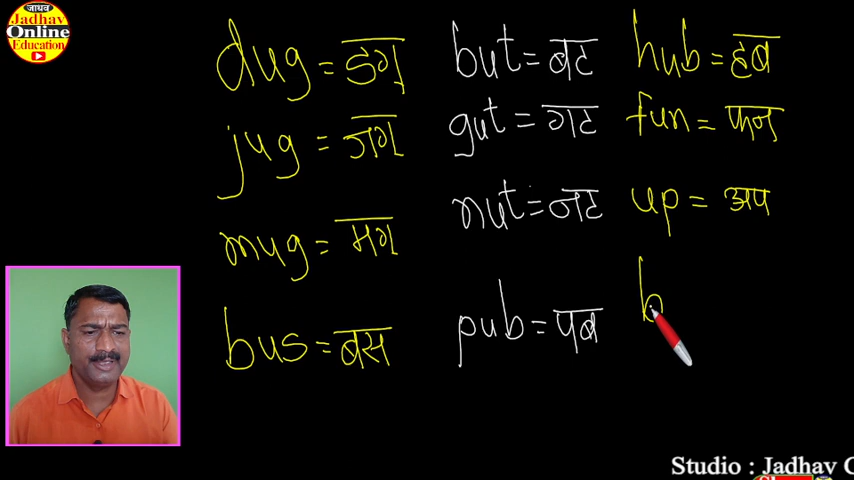 जाधव
Jadhav
Online
Education
dug = डग
but = बट
hub = हब
jug = जग
gut = गट
fun = फन
mug = मग
nut = नट
up = अप
bus = बस
pub = पब
b
Studio : Jadhav